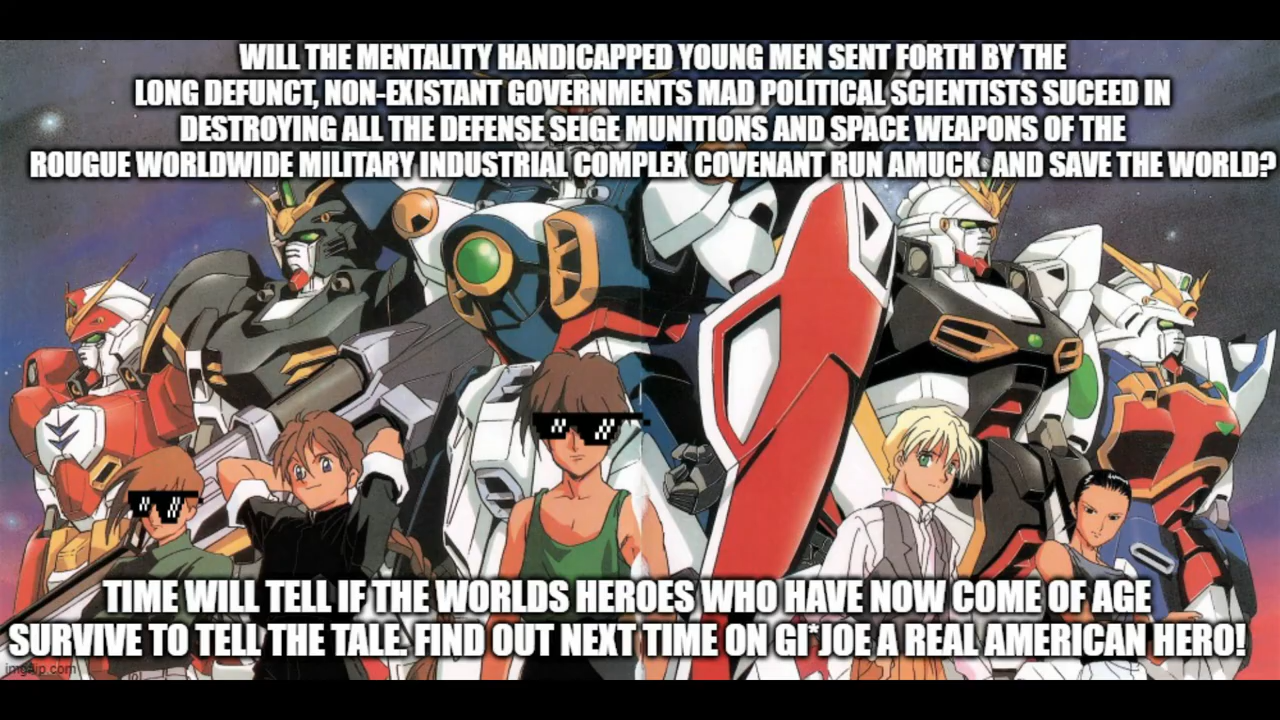 WILL THE MENTALITY HANDICAPPED YOUNG MEN SENT FORTH BY THE
LONG DEFUNCT, NON-EXISTANT GOVERNMENTS MAD POLITICAL SCIENTISTS SUCEED IN
DESTROYING ALL THE DEFENSE SEIGE MUNITIONS AND SPACE WEAPONS OF THE
ROUGUE WORLDWIDE MILITARY INDUSTRIAL COMPLEX COVENANT RUN AMUCK. AND SAVE THE WORLD?
TIME WILL TELL IF THE WORLDS HEROES WHO HAVE NOW COME OF AGE
SURVIVE TO TELL THE TALE. FIND OUT NEXT TIME ON GI*JOE A REAL AMERICAN HERO!
imgflip.com